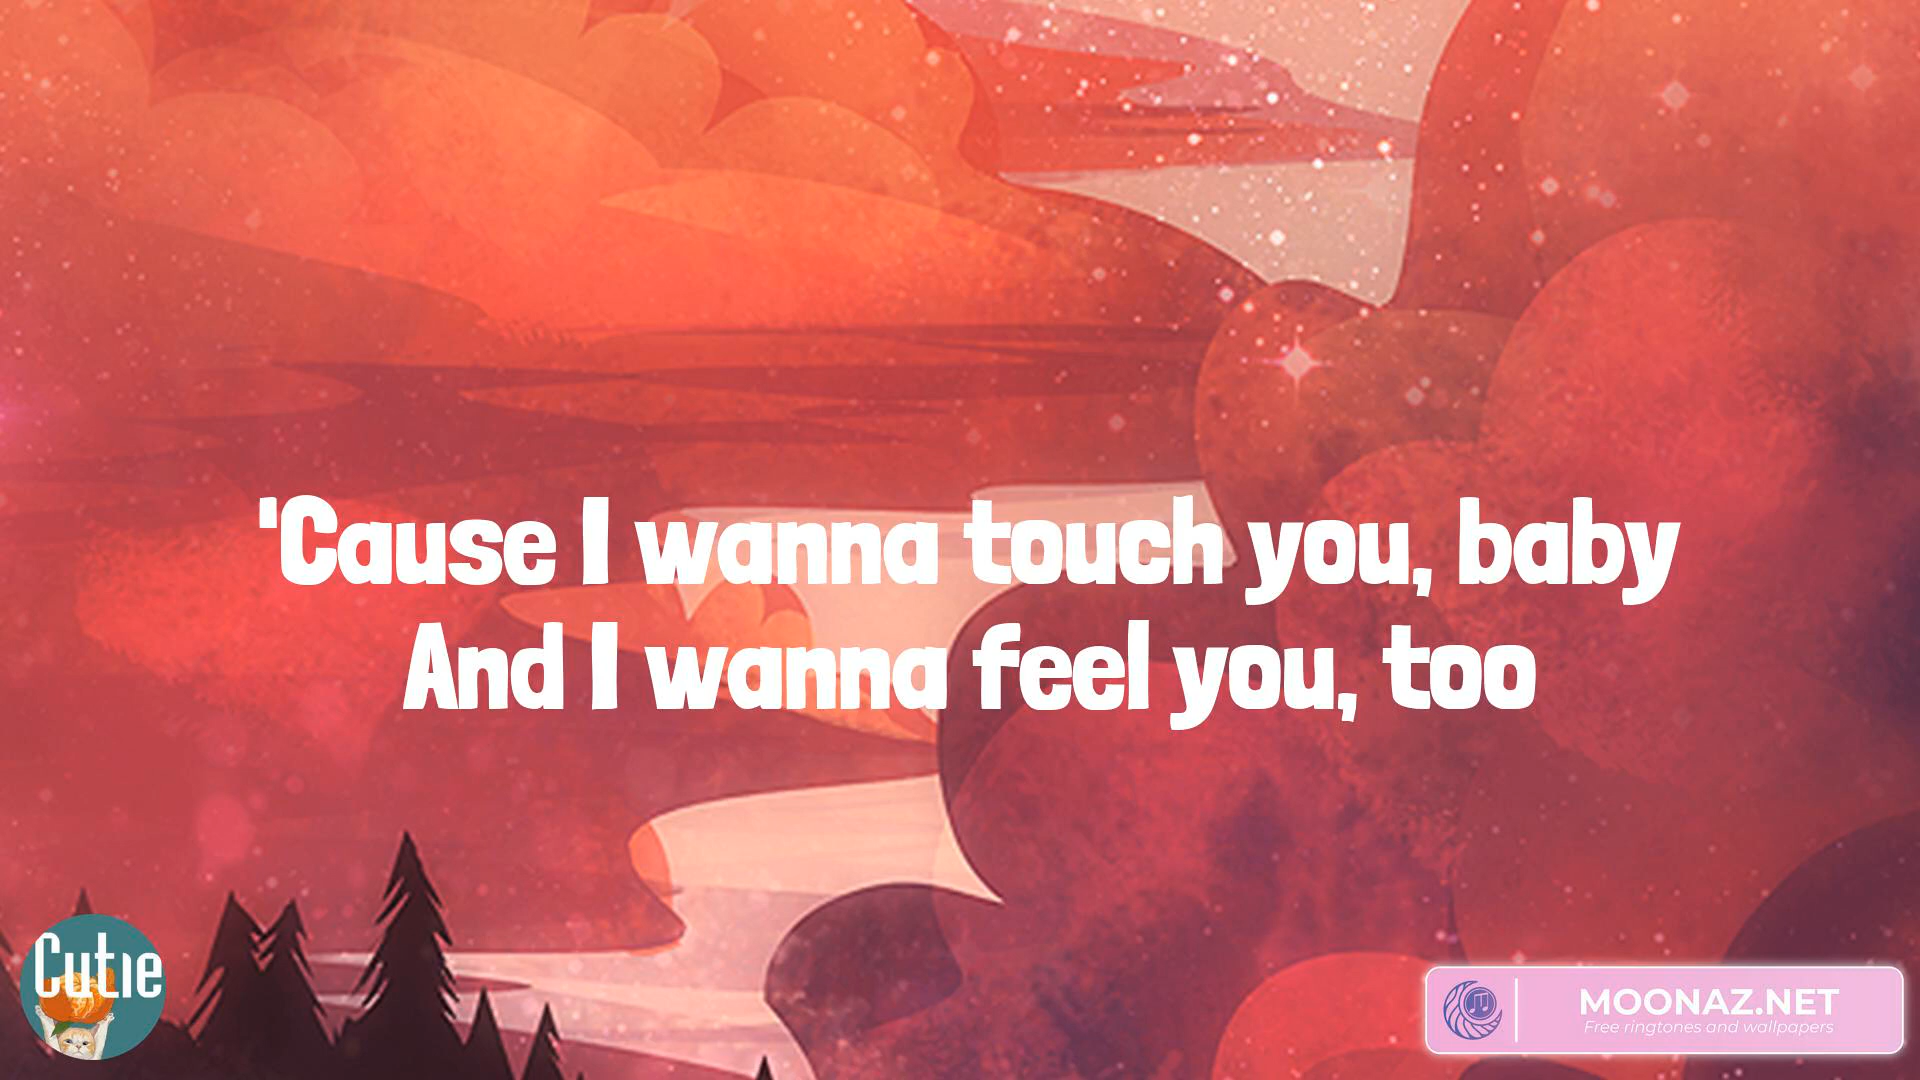 'Cause I wanna touch you, baby
And I wanna feel you, too
Cutie
MOONAZ.NET
Free ringtones and wallpapers